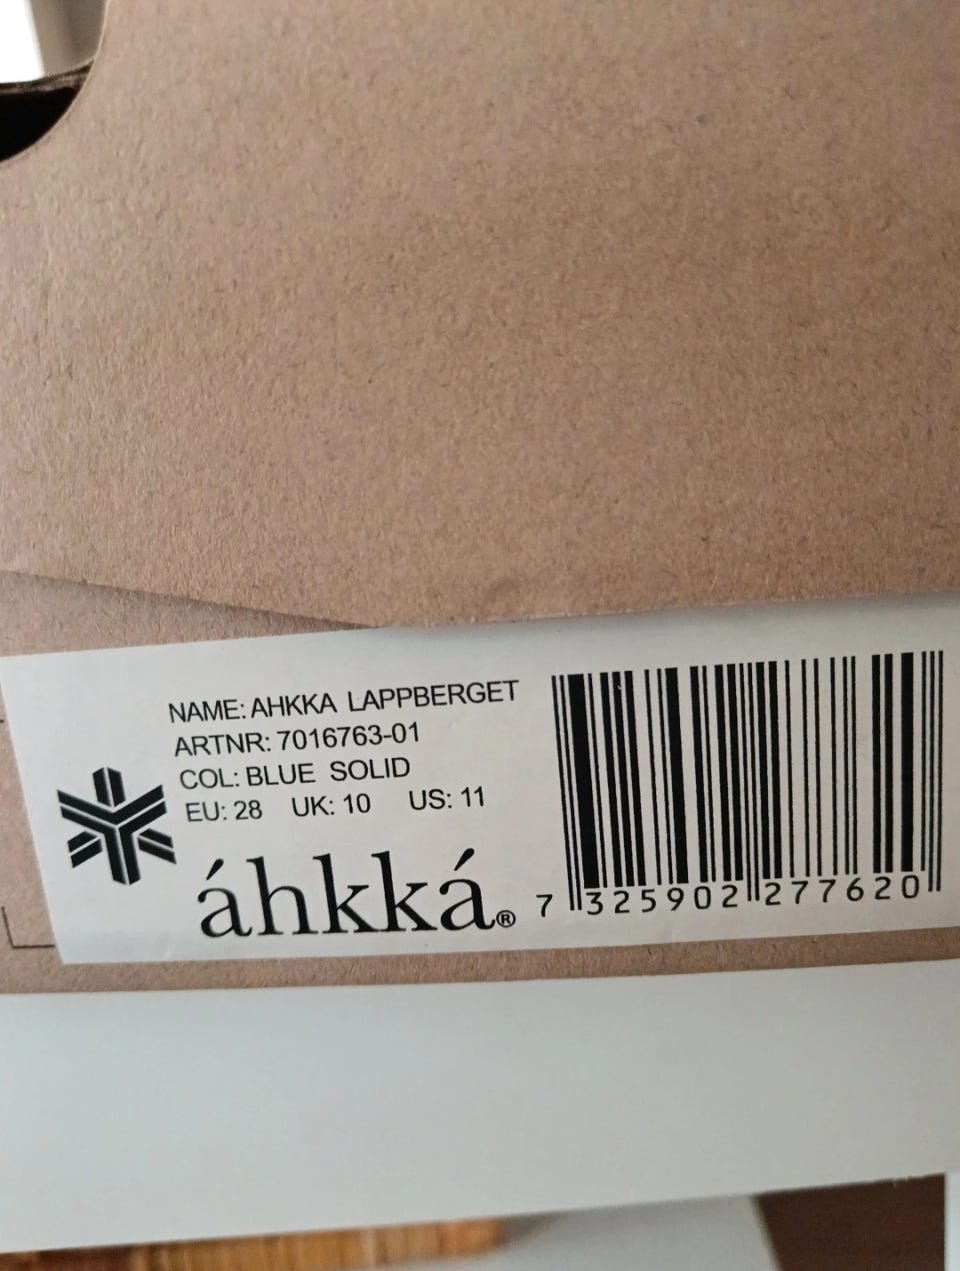 NAME: AHKKA LAPPBERGET
ARTNR: 7016763-01
COL: BLUE SOLID
EU: 28 UK: 10 US: 11
áhkká®
7 325902 277620